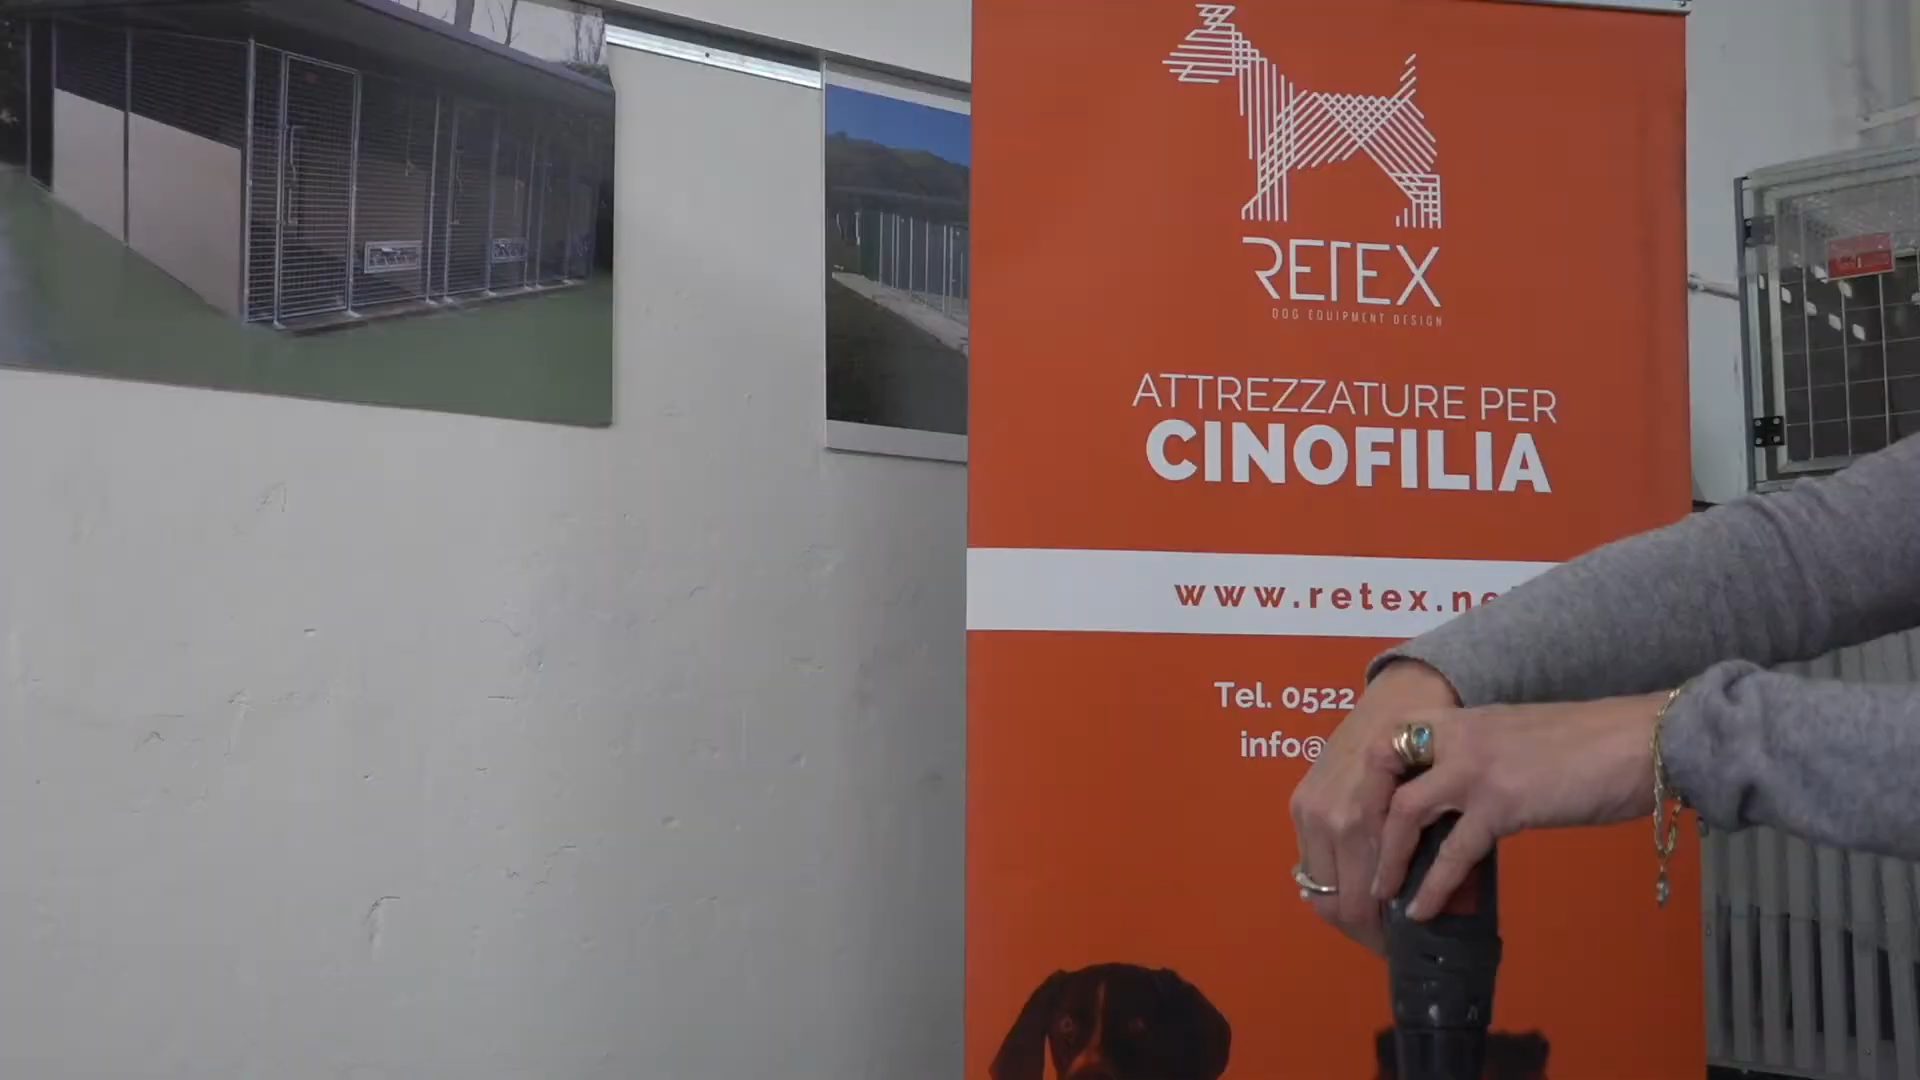 RETEX
DOG EQUIPMENT DESIGN
ATTREZZATURE PER
CINOFILIA
www.retex.ne
Tel. 0522
info@